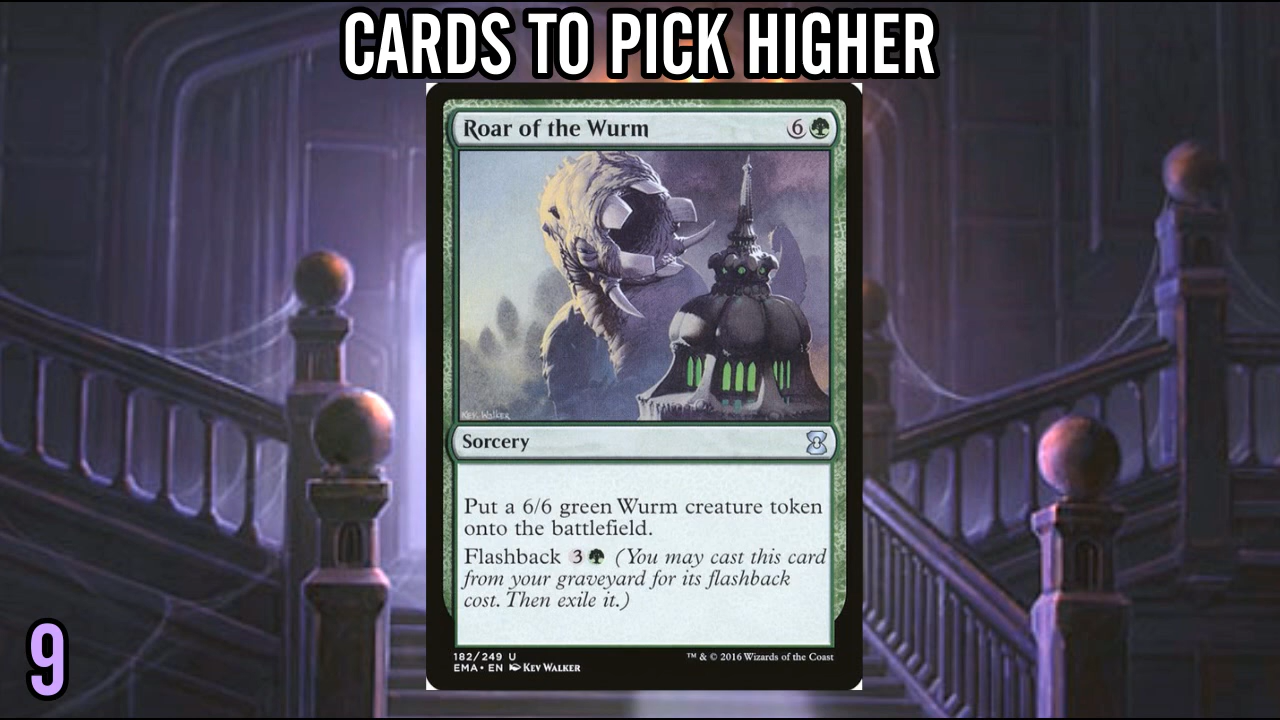 CARDS TO PICK HIGHER
Roar of the Wurm 6
KEV WALKER
Sorcery
Put a 6/6 green Wurm creature token
onto the battlefield.
Flashback 3 (You may cast this card
from your graveyard for its flashback
cost. Then exile it.)
182/249 U
EMA • EN KEV WALKER
™ & © 2016 Wizards of the Coast
9